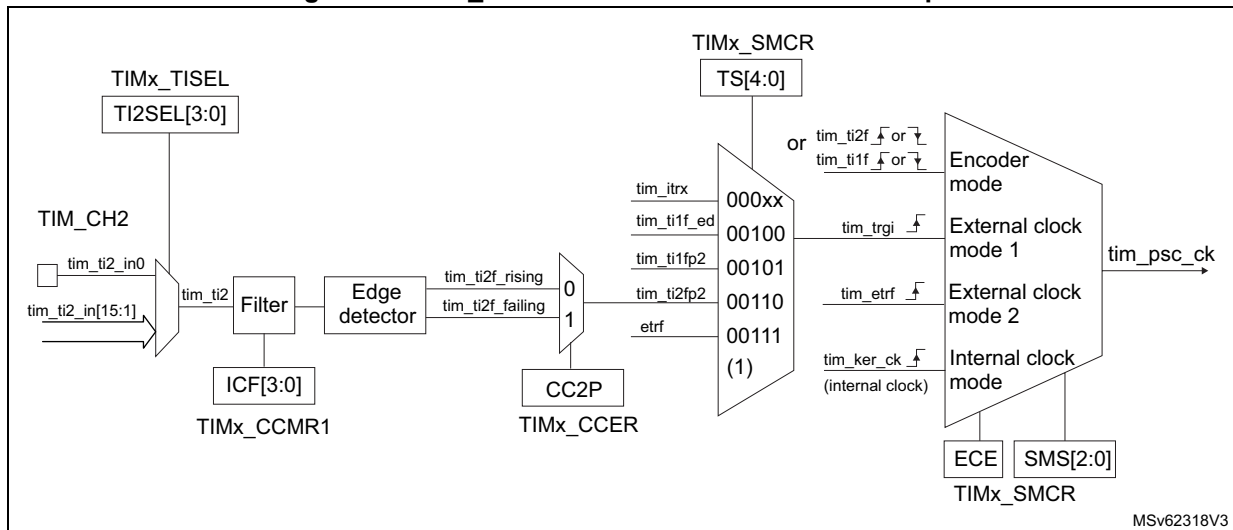 TIMx_TISEL
TI2SEL[3:0]
TIM_CH2
tim_ti2_in0
tim_ti2_in[15:1]
tim_ti2
Filter
ICF[3:0]
TIMx_CCMR1
Edge
detector
tim_ti2f_rising
tim_ti2f_failing
0
1
CC2P
TIMx_CCER
TIMx_SMCR
TS[4:0]
tim_itrx
000xx
tim_ti1f_ed
00100
tim_ti1fp2
00101
tim_ti2fp2
00110
etrf
00111
(1)
or tim_ti2f or
tim_ti1f or
Encoder
mode
tim_trgi
External clock
mode 1
tim_etrf
External clock
mode 2
tim_ker_ck
(internal clock)
Internal clock
mode
tim_psc_ck
ECE
SMS[2:0]
TIMx_SMCR
MSv62318V3